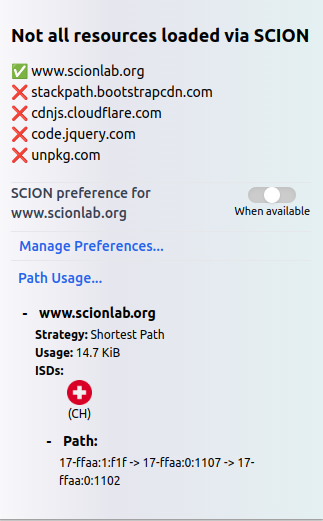 Not all resources loaded via SCION
✅ www.scionlab.org
❌ stackpath.bootstrapcdn.com
❌ cdnjs.cloudflare.com
❌ code.jquery.com
❌ unpkg.com
SCION preference for
www.scionlab.org
When available
Manage Preferences...
Path Usage...
- www.scionlab.org
Strategy: Shortest Path
Usage: 14.7 KiB
ISDs:
(CH)
- Path:
17-ffaa:1:f1f -> 17-ffaa:0:1107 -> 17-
ffaa:0:1102